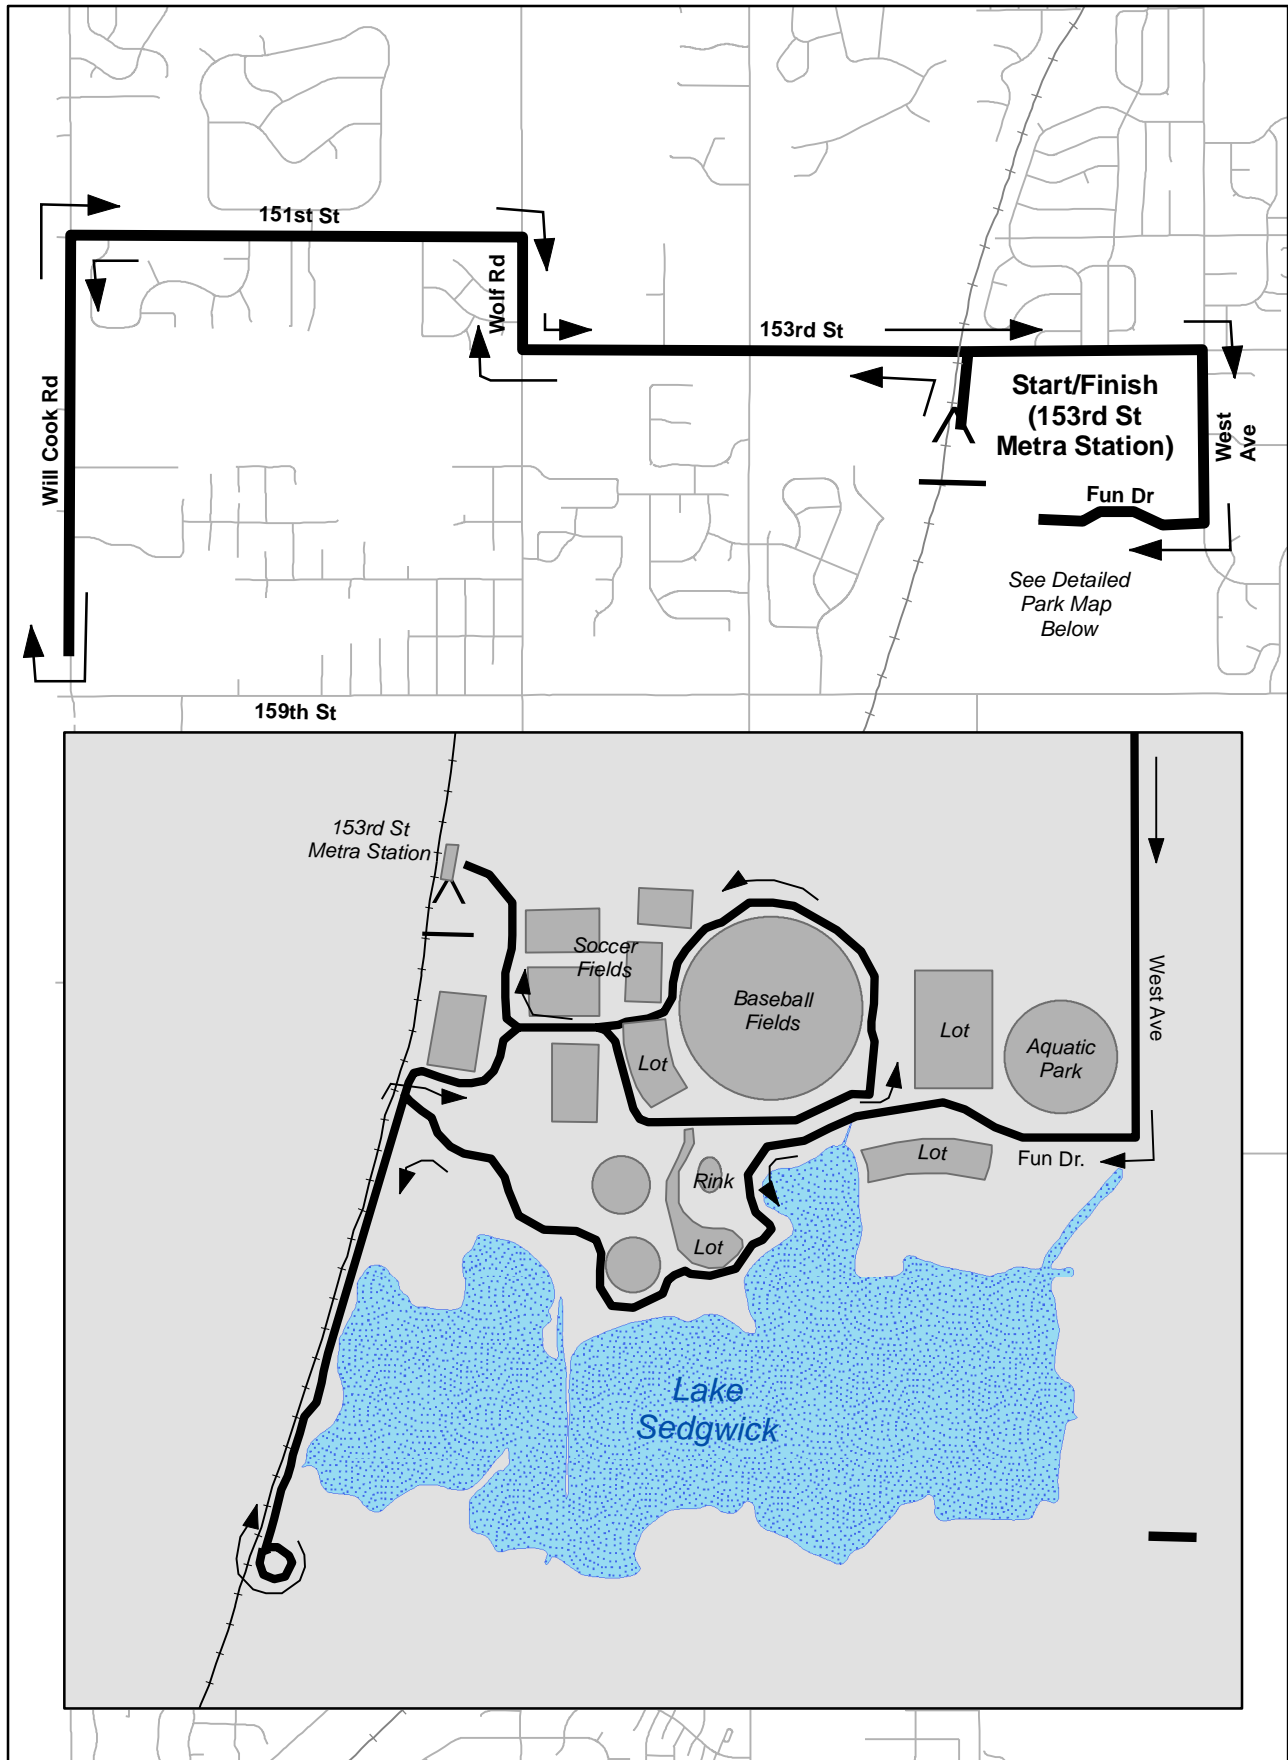 151st St
Wolf Rd
153rd St
Will Cook Rd
Start/Finish
(153rd St
Metra Station)
West
Ave
Fun Dr
See Detailed
Park Map
Below
159th St
153rd St
Metra Station
Soccer
Fields
Baseball
Fields
West Ave
Lot
Aquatic
Park
Lot
Lot
Fun Dr.
Rink
Lot
Lake
Sedgwick